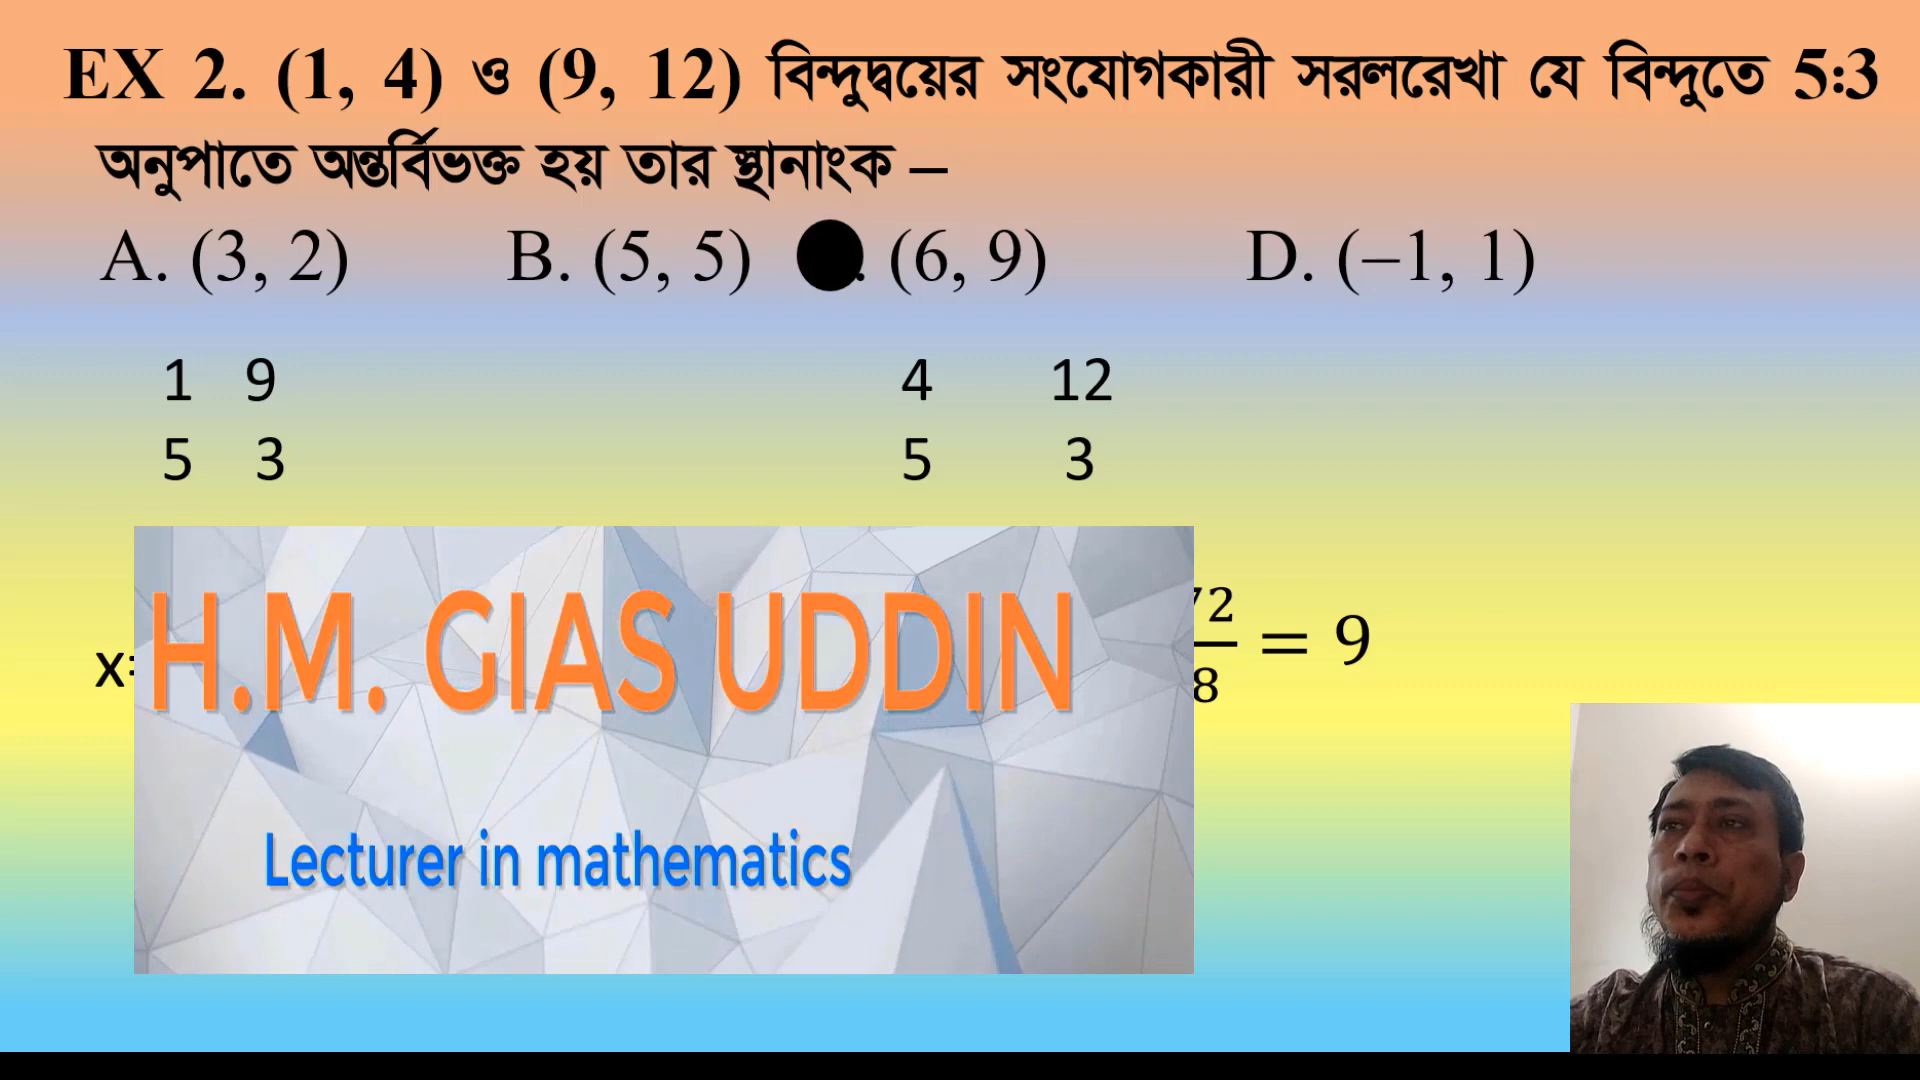 EX 2. (1, 4) ও (9, 12) বিন্দুদ্বয়ের সংযোগকারী সরলরেখা যে বিন্দুতে 5:3
অনুপাতে অন্তর্বিভক্ত হয় তার স্থানাংক –
A. (3, 2) B. (5, 5) . (6, 9) D. (–1, 1)
1 9 4 12
5 3 5 3
H.M. GIAS UDDIN
x= 72/8 = 9
Lecturer in mathematics